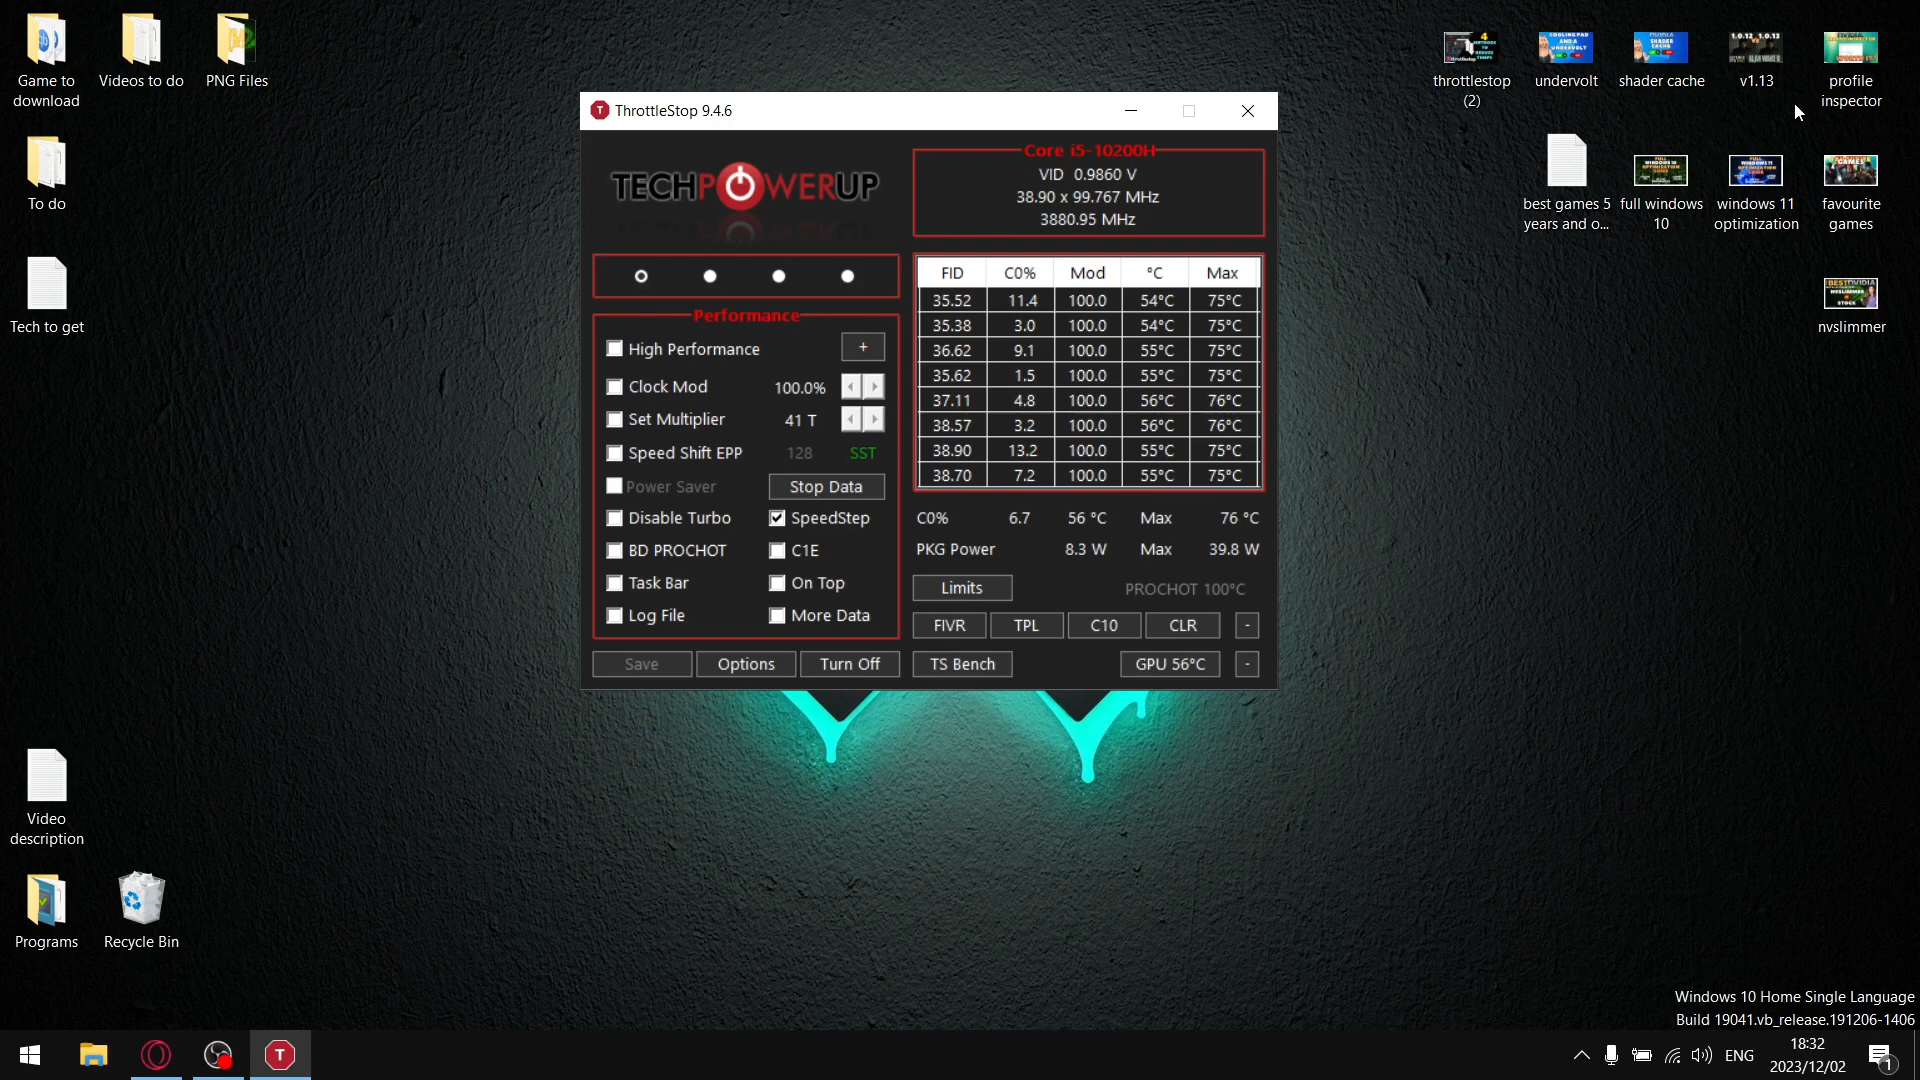 Game to
download
Videos to do
PNG Files
To do
Tech to get
Video
description
Programs
Recycle Bin
throttlestop
(2)
undervolt
shader cache
v1.13
profile
inspector
best games 5
years and o...
full windows
10
windows 11
optimization
favourite
games
nvslimmer
T ThrottleStop 9.4.6
TECHPOWERUP
Core i5-10200H
VID 0.9860 V
38.90 x 99.767 MHz
3880.95 MHz
Performance
High Performance +
Clock Mod 100.0%
Set Multiplier 41 T
Speed Shift EPP 128 SST
Power Saver Stop Data
Disable Turbo SpeedStep
BD PROCHOT C1E
Task Bar On Top
Log File More Data
Save Options Turn Off
FID C0% Mod °C Max
35.52 11.4 100.0 54°C 75°C
35.38 3.0 100.0 54°C 75°C
36.62 9.1 100.0 55°C 75°C
35.62 1.5 100.0 55°C 75°C
37.11 4.8 100.0 56°C 76°C
38.57 3.2 100.0 56°C 76°C
38.90 13.2 100.0 55°C 75°C
38.70 7.2 100.0 55°C 75°C
C0% 6.7 56 °C Max 76 °C
PKG Power 8.3 W Max 39.8 W
Limits PROCHOT 100°C
FIVR TPL C10 CLR -
TS Bench GPU 56°C -
Windows 10 Home Single Language
Build 19041.vb_release.191206-1406
T
ENG
18:32
2023/12/02
1